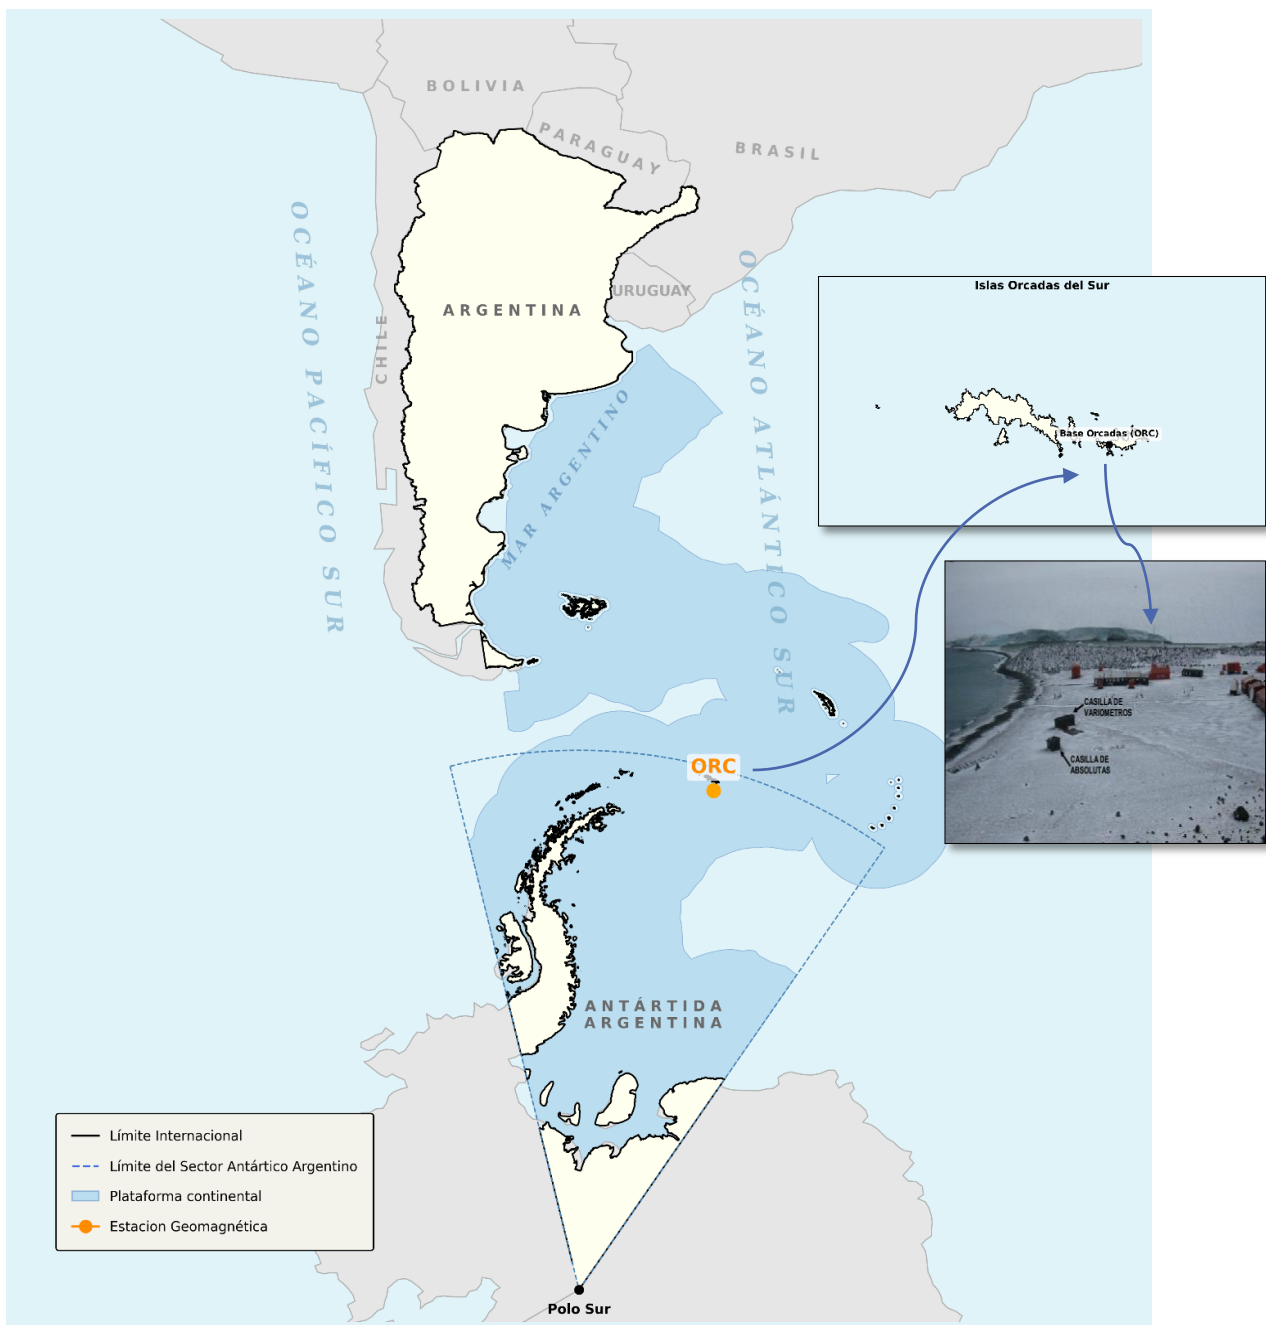 BOLIVIA
PARAGUAY
BRASIL
OCÉANO PACÍFICO SUR
CHILE
ARGENTINA
URUGUAY
OCÉANO ATLÁNTICO SUR
MAR ARGENTINO
Islas Orcadas del Sur
Base Orcadas (ORC)
CASILLA DE
VARIOMETROS
CASILLA DE
ABSOLUTAS
ORC
ANTÁRTIDA
ARGENTINA
Límite Internacional
Límite del Sector Antártico Argentino
Plataforma continental
Estacion Geomagnética
Polo Sur